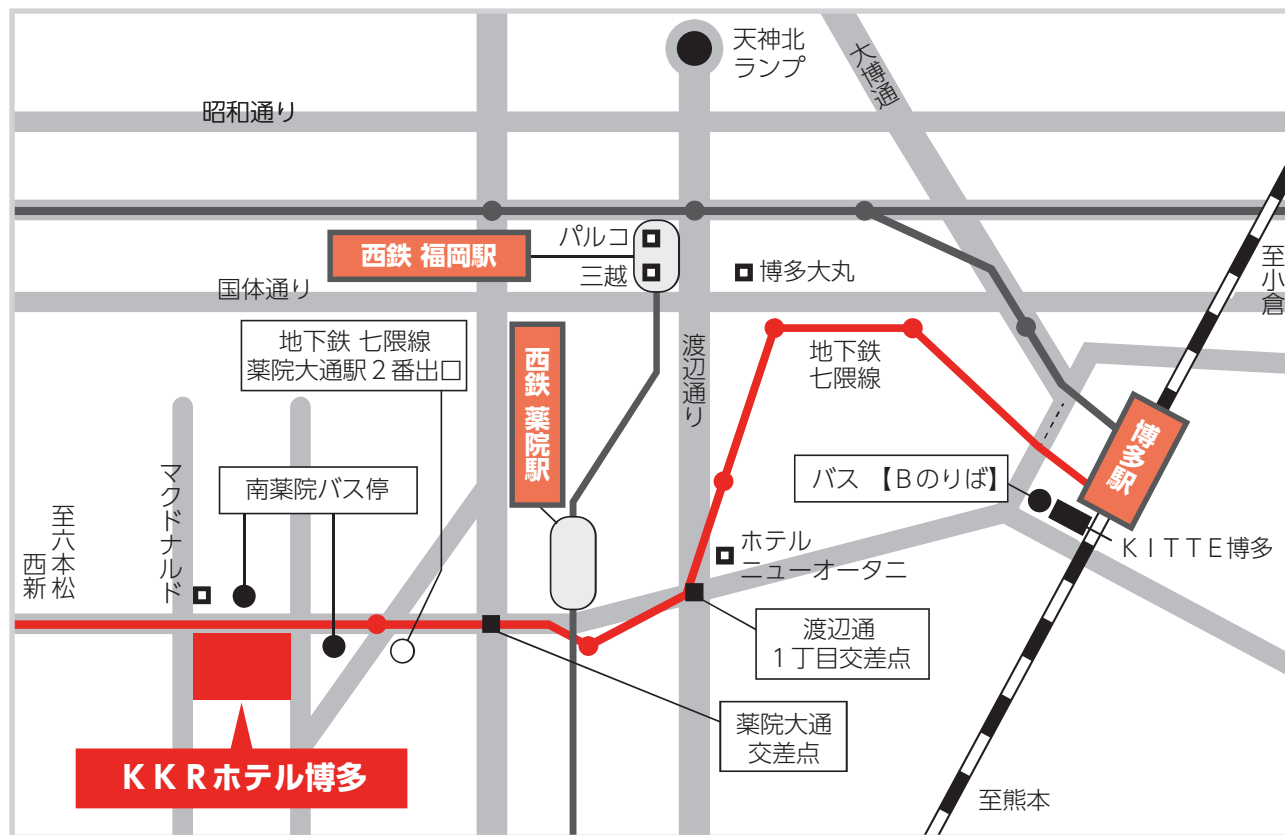 天神北
ランプ
大博通
昭和通り
パルコ
西鉄 福岡駅
三越
博多大丸
至小倉
国体通り
地下鉄 七隈線
薬院大通駅２番出口
西鉄 薬院駅
渡辺通り
地下鉄
七隈線
博多駅
マクドナルド
南薬院バス停
バス 【Ｂのりば】
至六本松
西新
ホテル
ニューオータニ
ＫＩＴＴＥ博多
渡辺通
１丁目交差点
薬院大通
交差点
ＫＫＲホテル博多
至熊本